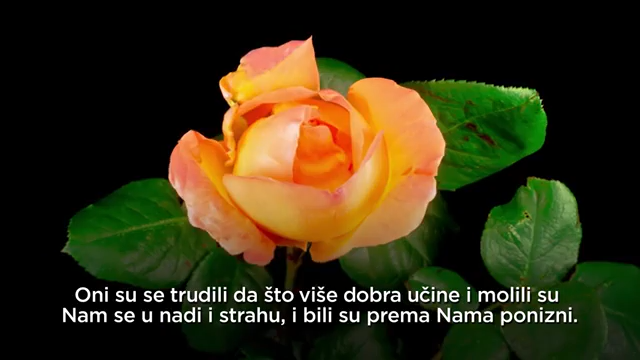 Oni su se trudili da što više dobra učine i molili su
Nam se u nadi i strahu, i bili su prema Nama ponizni.